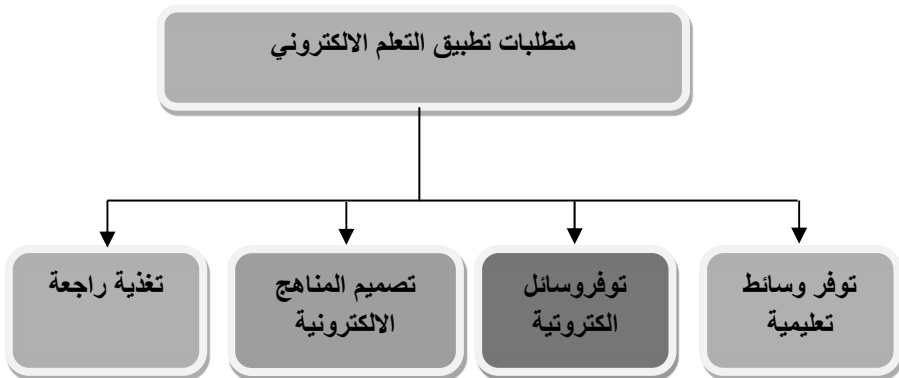 متطلبات تطبيق التعلم الالكتروني
توفر وسائط
تعليمية
توفروسائل
الكتروتية
تصميم المناهج
الالكترونية
تغذية راجعة